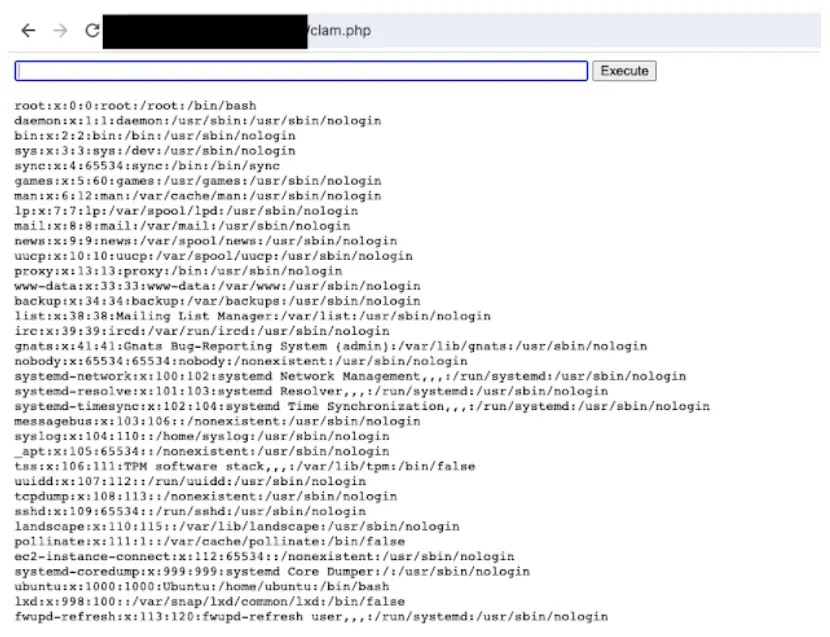 /clam.php
Execute
root:x:0:0:root:/root:/bin/bash
daemon:x:1:1:daemon:/usr/sbin:/usr/sbin/nologin
bin:x:2:2:bin:/bin:/usr/sbin/nologin
sys:x:3:3:sys:/dev:/usr/sbin/nologin
sync:x:4:65534:sync:/bin:/bin/sync
games:x:5:60:games:/usr/games:/usr/sbin/nologin
man:x:6:12:man:/var/cache/man:/usr/sbin/nologin
lp:x:7:7:lp:/var/spool/lpd:/usr/sbin/nologin
mail:x:8:8:mail:/var/mail:/usr/sbin/nologin
news:x:9:9:news:/var/spool/news:/usr/sbin/nologin
uucp:x:10:10:uucp:/var/spool/uucp:/usr/sbin/nologin
proxy:x:13:13:proxy:/bin:/usr/sbin/nologin
www-data:x:33:33:www-data:/var/www:/usr/sbin/nologin
backup:x:34:34:backup:/var/backups:/usr/sbin/nologin
list:x:38:38:Mailing List Manager:/var/list:/usr/sbin/nologin
irc:x:39:39:ircd:/var/run/ircd:/usr/sbin/nologin
gnats:x:41:41:Gnats Bug-Reporting System (admin):/var/lib/gnats:/usr/sbin/nologin
nobody:x:65534:65534:nobody:/nonexistent:/usr/sbin/nologin
systemd-network:x:100:102:systemd Network Management,,,:/run/systemd:/usr/sbin/nologin
systemd-resolve:x:101:103:systemd Resolver,,,:/run/systemd:/usr/sbin/nologin
systemd-timesync:x:102:104:systemd Time Synchronization,,,:/run/systemd:/usr/sbin/nologin
messagebus:x:103:106::/nonexistent:/usr/sbin/nologin
syslog:x:104:110::/home/syslog:/usr/sbin/nologin
_apt:x:105:65534::/nonexistent:/usr/sbin/nologin
tss:x:106:111:TPM software stack,,,:/var/lib/tpm:/bin/false
uuidd:x:107:112::/run/uuidd:/usr/sbin/nologin
tcpdump:x:108:113::/nonexistent:/usr/sbin/nologin
sshd:x:109:65534::/run/sshd:/usr/sbin/nologin
landscape:x:110:115::/var/lib/landscape:/usr/sbin/nologin
pollinate:x:111:1::/var/cache/pollinate:/bin/false
ec2-instance-connect:x:112:65534::/nonexistent:/usr/sbin/nologin
systemd-coredump:x:999:999:systemd Core Dumper:/:/usr/sbin/nologin
ubuntu:x:1000:1000:Ubuntu:/home/ubuntu:/bin/bash
lxd:x:998:100::/var/snap/lxd/common/lxd:/bin/false
fwupd-refresh:x:113:120:fwupd-refresh user,,,:/run/systemd:/usr/sbin/nologin